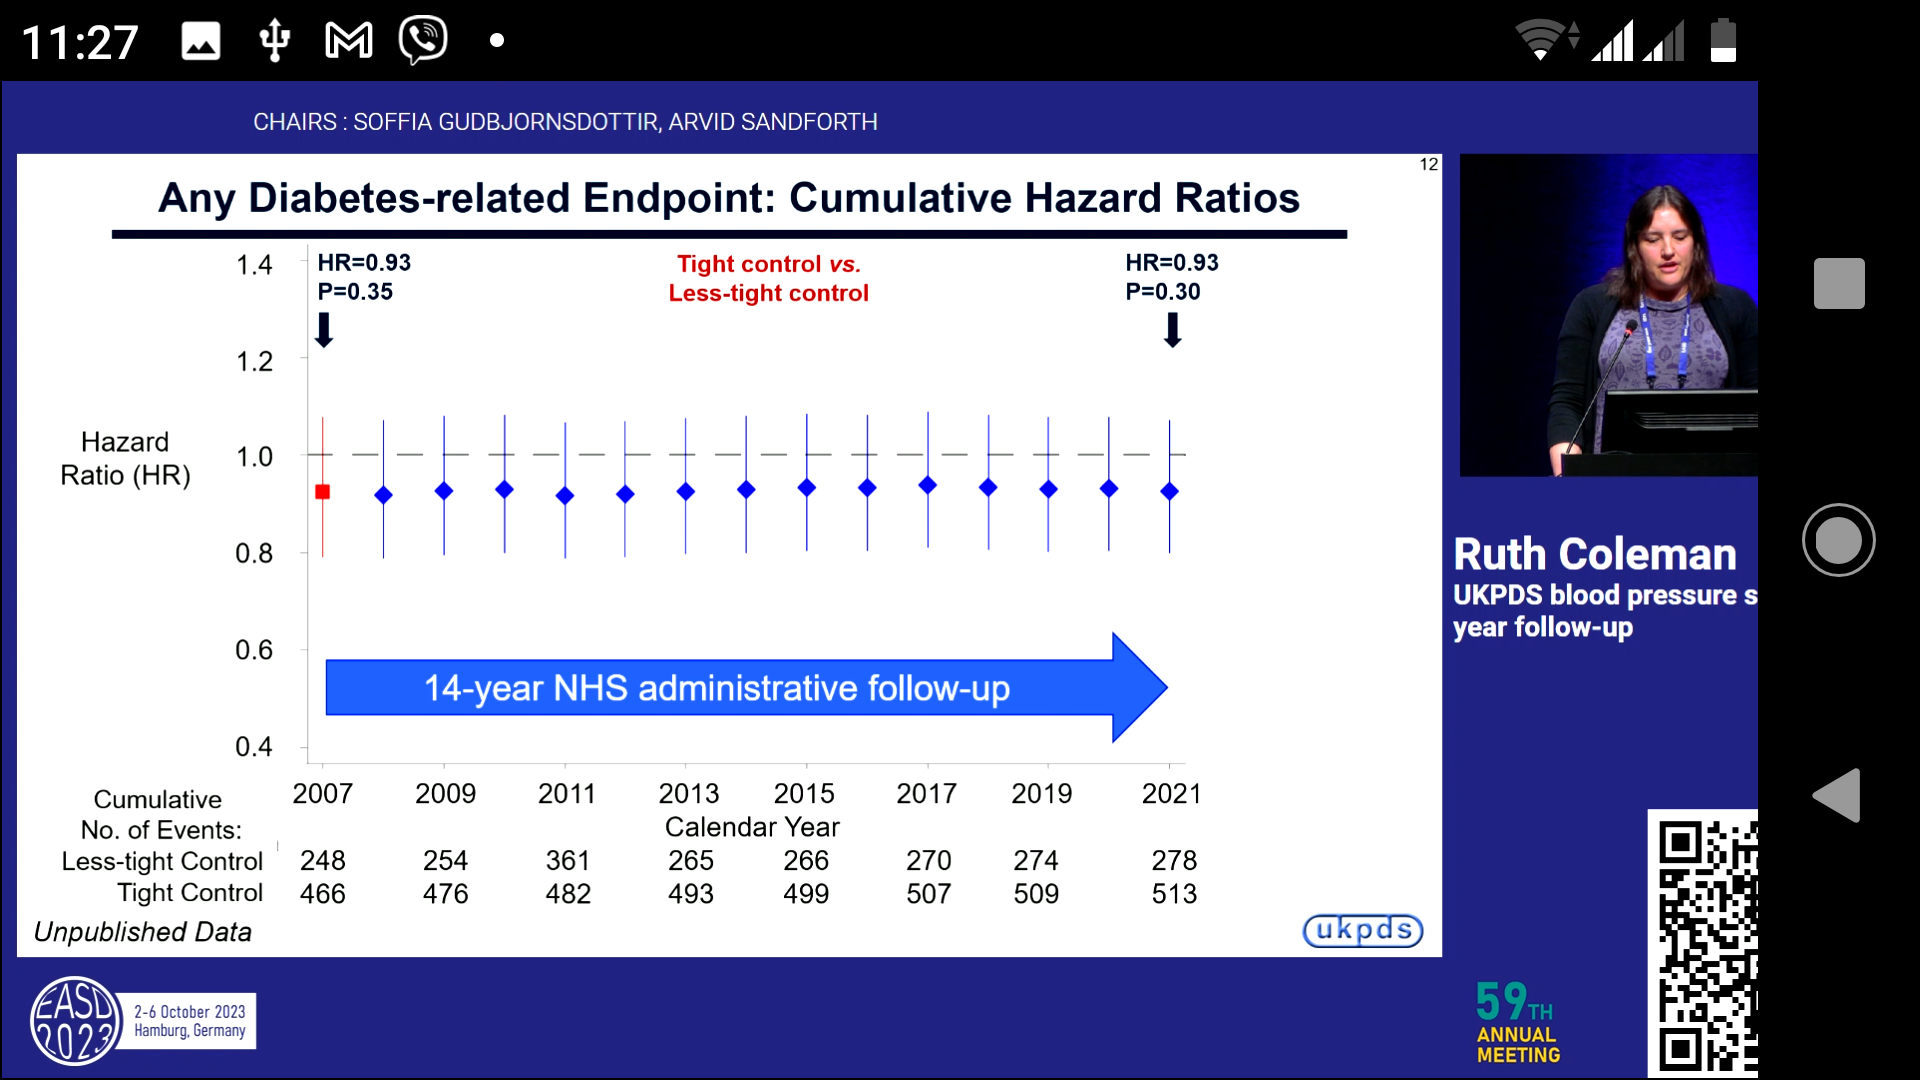 11:27
CHAIRS : SOFFIA GUDBJORNSDOTTIR, ARVID SANDFORTH
12
Any Diabetes-related Endpoint: Cumulative Hazard Ratios
HR=0.93
P=0.35
Tight control vs.
Less-tight control
HR=0.93
P=0.30
1.4
1.2
1.0
0.8
0.6
0.4
Hazard
Ratio (HR)
14-year NHS administrative follow-up
2007 2009 2011 2013 2015 2017 2019 2021
Calendar Year
Cumulative
No. of Events:
Less-tight Control 248 254 361 265 266 270 274 278
Tight Control 466 476 482 493 499 507 509 513
Unpublished Data
ukpds
Ruth Coleman
UKPDS blood pressure s
year follow-up
EASD
2023
2-6 October 2023
Hamburg, Germany
59TH
ANNUAL
MEETING